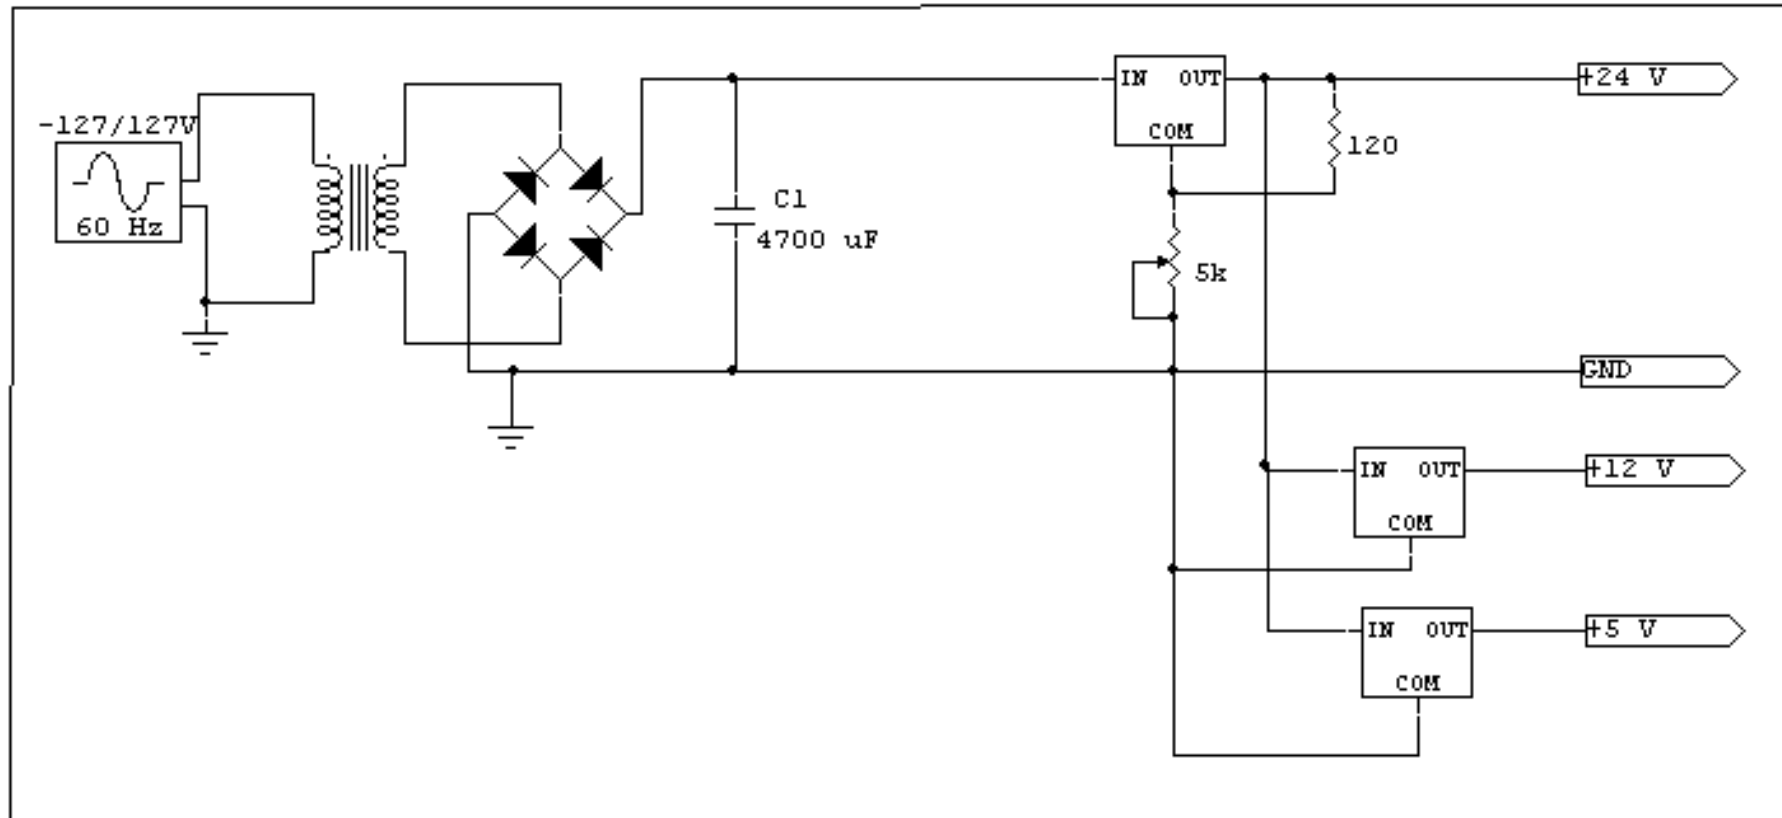 -127/127V
60 Hz
C1
4700 uF
IN OUT
COM
120
5k
+24 V
GND
IN OUT
COM
+12 V
IN OUT
COM
+5 V